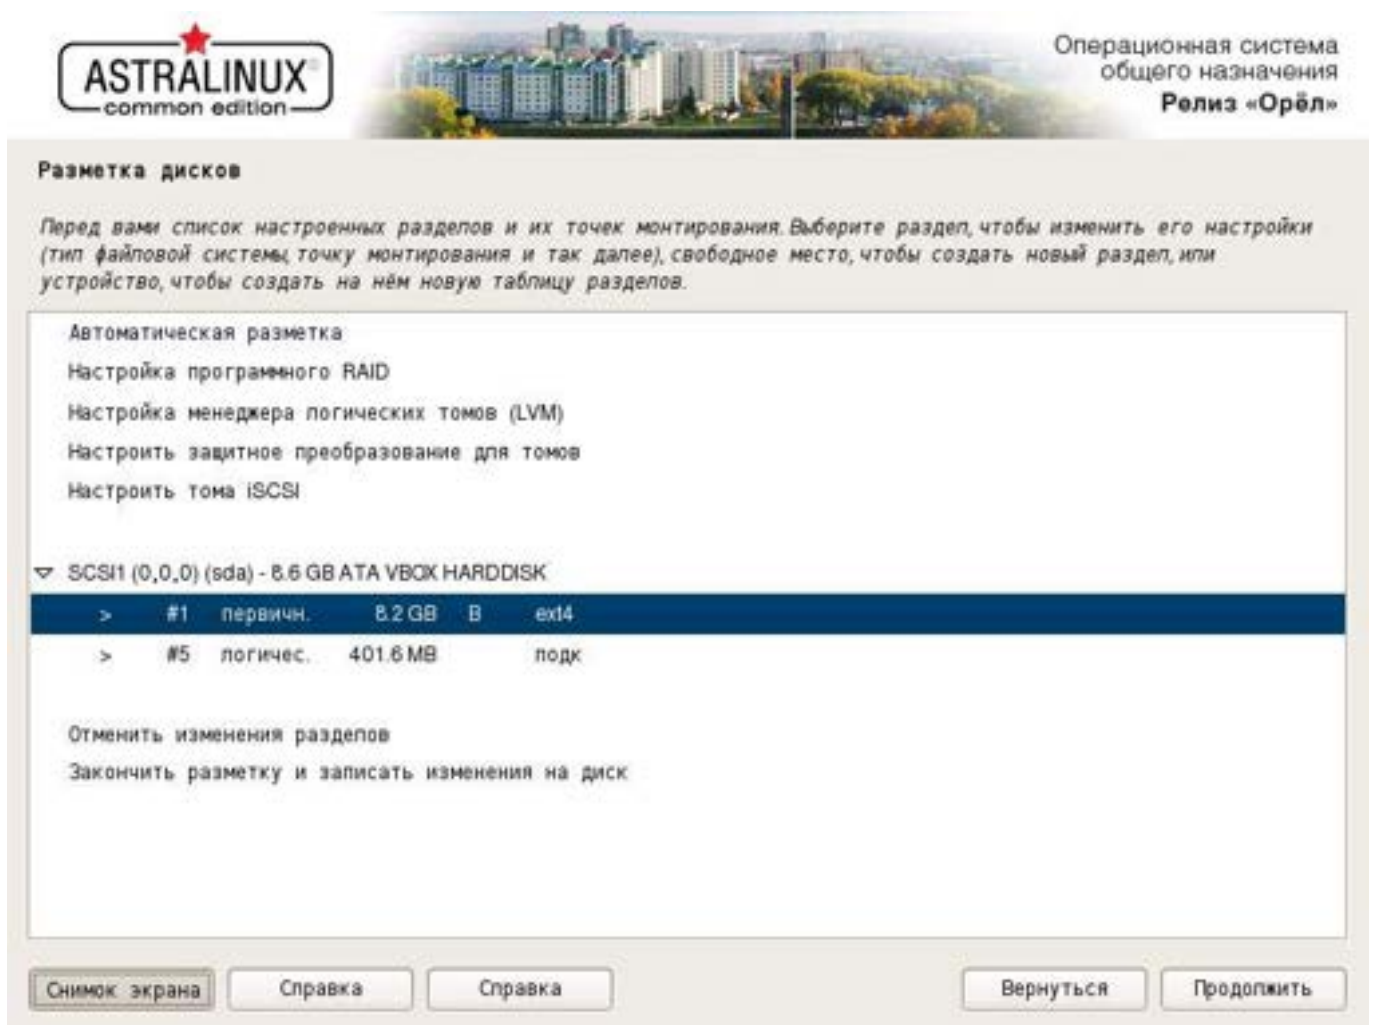 ASTRALINUX®
common edition
Операционная система
общего назначения
Релиз «Орёл»
Разметка дисков
Перед вами список настроенных разделов и их точек монтирования. Выберите раздел, чтобы изменить его настройки
(тип файловой системы, точку монтирования и так далее), свободное место, чтобы создать новый раздел, или
устройство, чтобы создать на нём новую таблицу разделов.
Автоматическая разметка
Настройка программного RAID
Настройка менеджера логических томов (LVM)
Настроить защитное преобразование для томов
Настроить тома iSCSI
SCSI1 (0,0,0) (sda) - 8.6 GB ATA VBOX HARDDISK
> #1 первичн. 8.2 GB B ext4
> #5 логичес. 401.6 MB подк
Отменить изменения разделов
Закончить разметку и записать изменения на диск
Снимок экрана Справка Справка Вернуться Продолжить